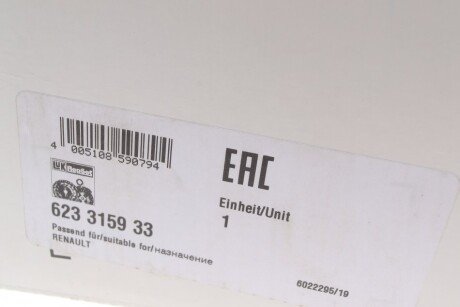 4 005108 590794
LUK RepSet
EAC
623 3159 33
Einheit/Unit
1
Passend für/suitable for/назначение
RENAULT
6022295/19